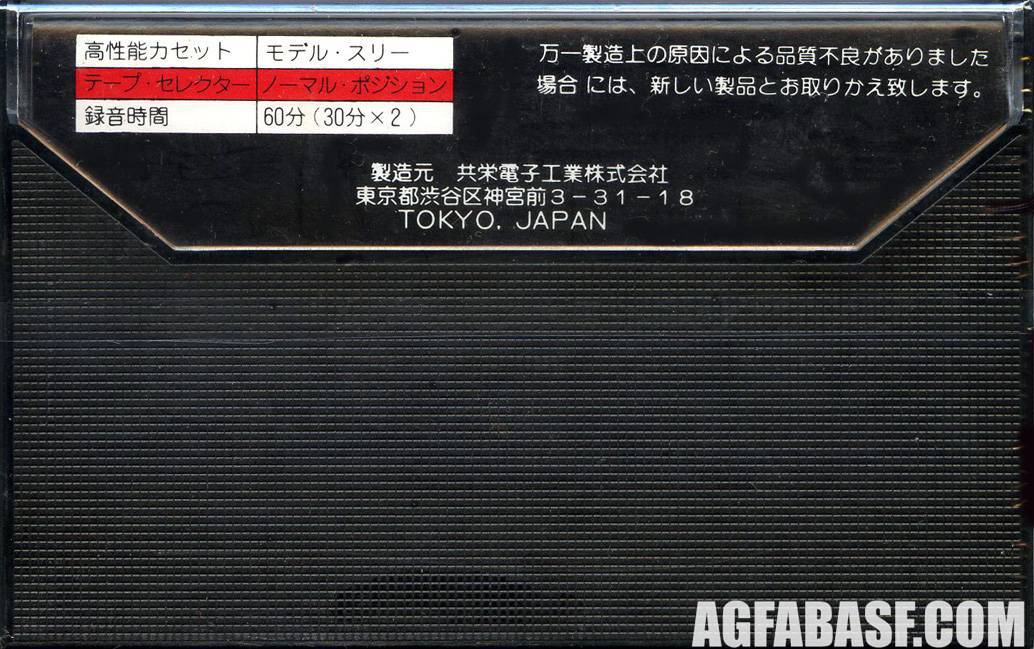 高性能カセット モデル・スリー
テープ・セレクター ノーマル・ポジション
録音時間 60分(30分×2)
万一製造上の原因による品質不良がありました
場合には、新しい製品とお取りかえ致します。
製造元 共栄電子工業株式会社
東京都渋谷区神宮前3-31-18
TOKYO, JAPAN
AGFABASF.COM